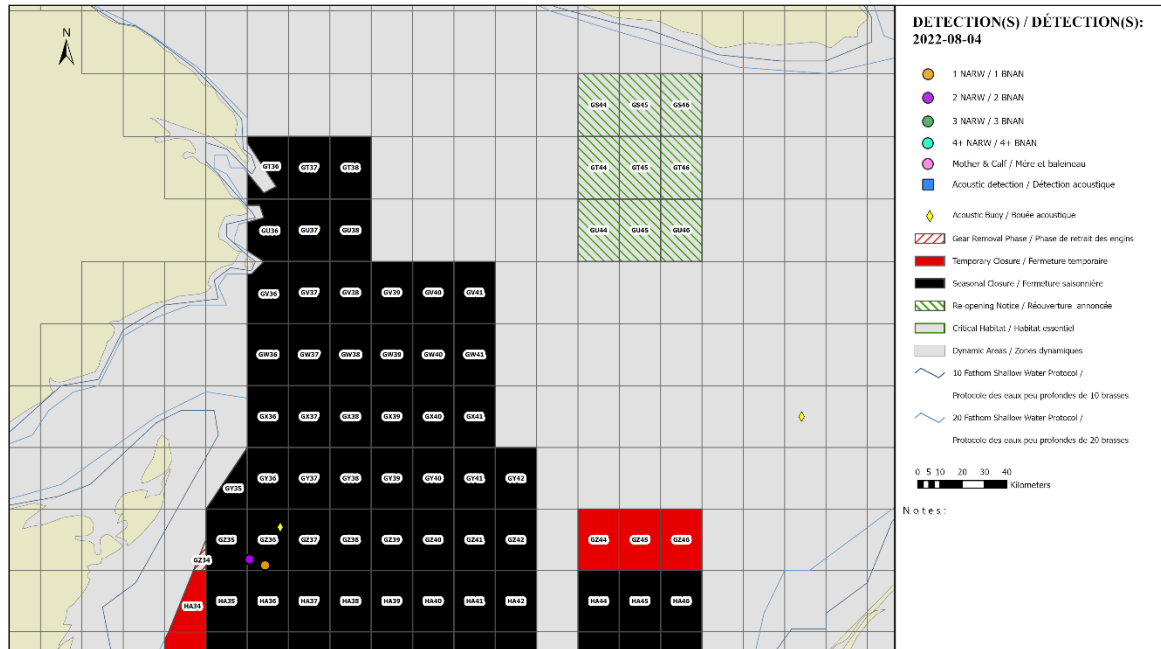 N
GS44 GS45 GS46
GT36 GT37 GT38 GT44 GT45 GT46
GU36 GU37 GU38 GU44 GU45 GU46
GV36 GV37 GV38 GV39 GV40 GV41
GW36 GW37 GW38 GW39 GW40 GW41
GX36 GX37 GX38 GX39 GX40 GX41
GY35 GY36 GY37 GY38 GY39 GY40 GY41 GY42
GZ34 GZ35 GZ36 GZ37 GZ38 GZ39 GZ40 GZ41 GZ42 GZ44 GZ45 GZ46
HA34 HA35 HA36 HA37 HA38 HA39 HA40 HA41 HA42 HA44 HA45 HA46
DETECTION(S) / DÉTECTION(S):
2022-08-04
1 NARW / 1 BNAN
2 NARW / 2 BNAN
3 NARW / 3 BNAN
4+ NARW / 4+ BNAN
Mother & Calf / Mère et baleineau
Acoustic detection / Détection acoustique
Acoustic Buoy / Bouée acoustique
Gear Removal Phase / Phase de retrait des engins
Temporary Closure / Fermeture temporaire
Seasonal Closure / Fermeture saisonnière
Re-opening Notice / Réouverture annoncée
Critical Habitat / Habitat essentiel
Dynamic Areas / Zones dynamiques
10 Fathom Shallow Water Protocol /
Protocole des eaux peu profondes de 10 brasses
20 Fathom Shallow Water Protocol /
Protocole des eaux peu profondes de 20 brasses
0 5 10 20 30 40
Kilometers
Notes: